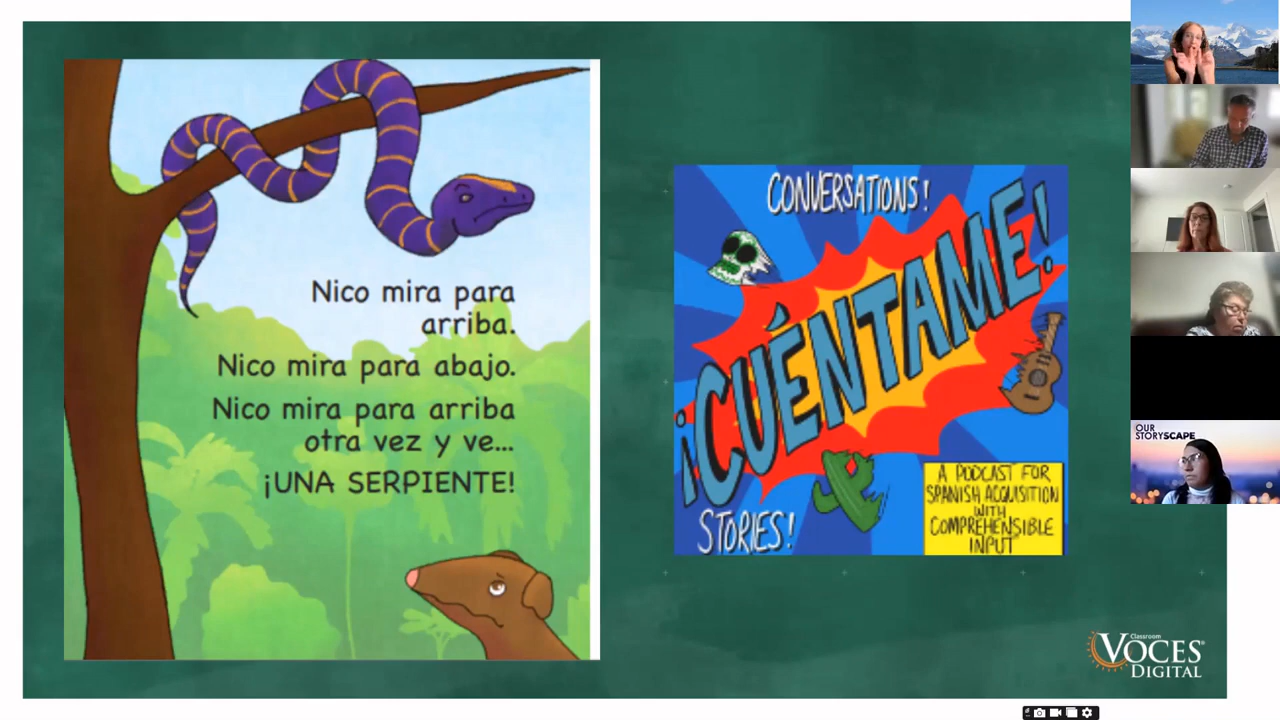 Nico mira para
arriba.
Nico mira para abajo.
Nico mira para arriba
otra vez y ve...
¡UNA SERPIENTE!
CONVERSATIONS!
¡CUÉNTAME!
STORIES!
A PODCAST FOR
SPANISH ACQUISITION
WITH
COMPREHENSIBLE
INPUT
OUR
STORYSCAPE
Classroom
VOCES®
DIGITAL